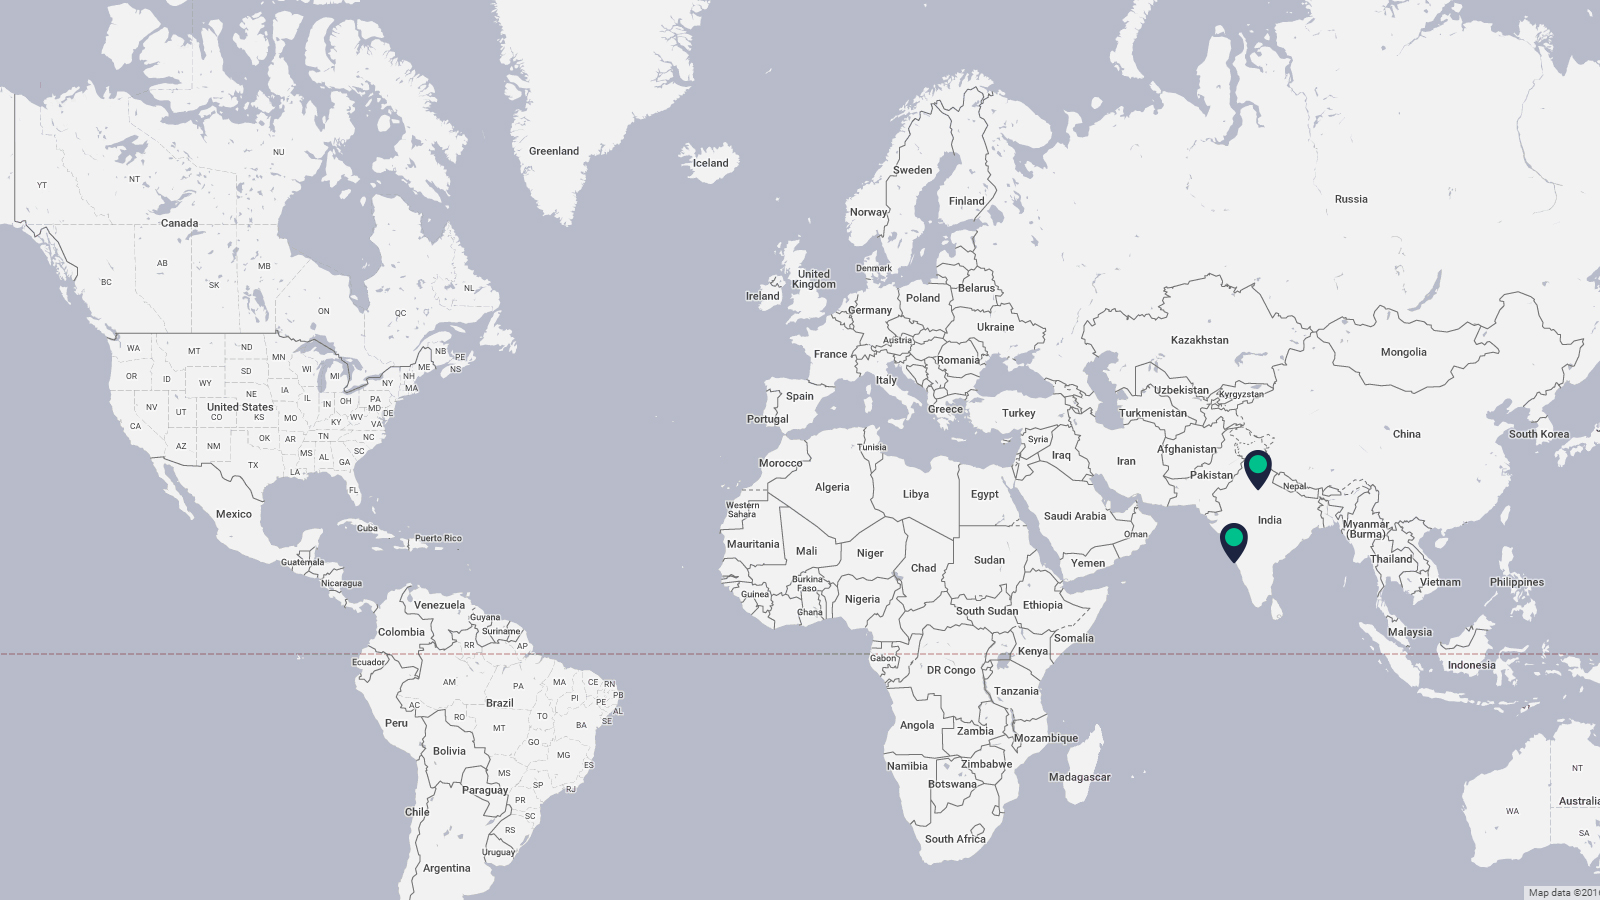 Greenland
Iceland
NU
NT
YT
Canada
AB
SK
MB
BC
ON
QC
NL
NB
PE
NS
ME
NH
MA
NY
WA
MT
ND
MN
WI
MI
OR
ID
WY
SD
NE
IA
IL
IN
OH
PA
MD
DE
NV
UT
CO
United States
KS
MO
KY
WV
VA
CA
AZ
NM
OK
AR
TN
NC
MS
AL
SC
GA
TX
LA
FL
Mexico
Cuba
Puerto Rico
Guatemala
Nicaragua
Venezuela
Guyana
Suriname
Colombia
RR
AP
Ecuador
AM
PA
MA
CE
RN
PB
PI
PE
AL
SE
AC
RO
Brazil
TO
BA
MT
Peru
Bolivia
GO
MG
ES
MS
SP
RJ
PR
Paraguay
SC
RS
Chile
Uruguay
Argentina
Sweden
Norway
Finland
Russia
Denmark
United
Kingdom
Ireland
Belarus
Poland
Germany
Ukraine
Austria
France
Romania
Italy
Spain
Portugal
Greece
Turkey
Kazakhstan
Mongolia
Uzbekistan
Kyrgyzstan
Turkmenistan
China
South Korea
Syria
Iraq
Iran
Afghanistan
Pakistan
Nepal
India
Myanmar
(Burma)
Thailand
Vietnam
Philippines
Malaysia
Indonesia
Tunisia
Morocco
Algeria
Libya
Egypt
Western
Sahara
Saudi Arabia
Oman
Yemen
Mauritania
Mali
Niger
Chad
Sudan
Burkina
Faso
Guinea
Ghana
Nigeria
South Sudan
Ethiopia
Somalia
Kenya
Gabon
DR Congo
Tanzania
Angola
Zambia
Mozambique
Namibia
Zimbabwe
Botswana
Madagascar
South Africa
NT
WA
Australia
SA
Map data ©2016